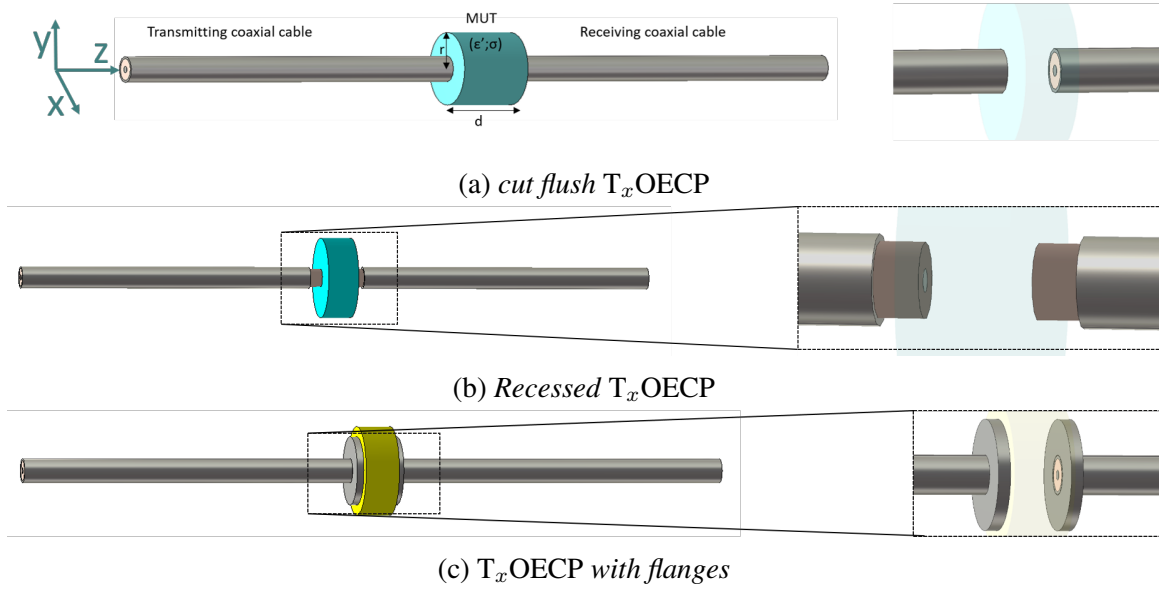 MUT
Transmitting coaxial cable
Receiving coaxial cable
(ε';σ)
r
y
z
x
d
(a) cut flush TₓOECP
(b) Recessed TₓOECP
(c) TₓOECP with flanges